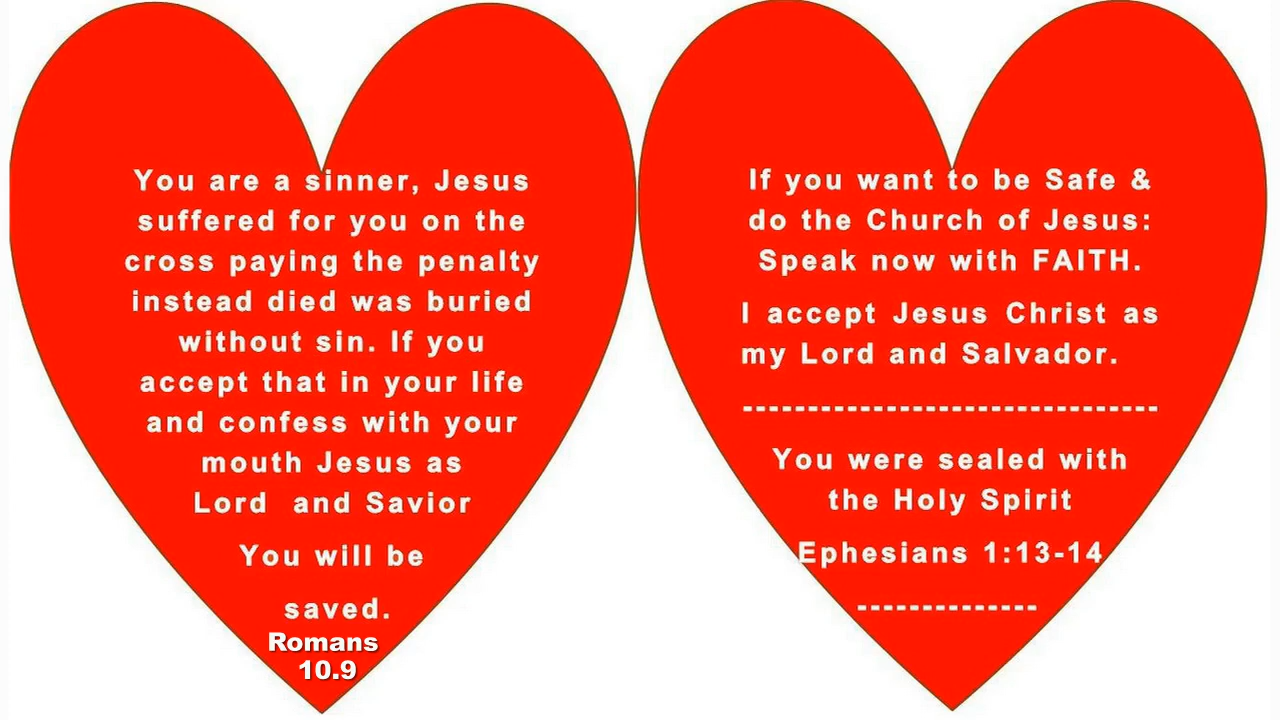 You are a sinner, Jesus
suffered for you on the
cross paying the penalty
instead died was buried
without sin. If you
accept that in your life
and confess with your
mouth Jesus as
Lord and Savior
You will be
saved.
Romans
10.9
If you want to be Safe &
do the Church of Jesus:
Speak now with FAITH.
I accept Jesus Christ as
my Lord and Salvador.
--------------------------------
You were sealed with
the Holy Spirit
Ephesians 1:13-14
--------------